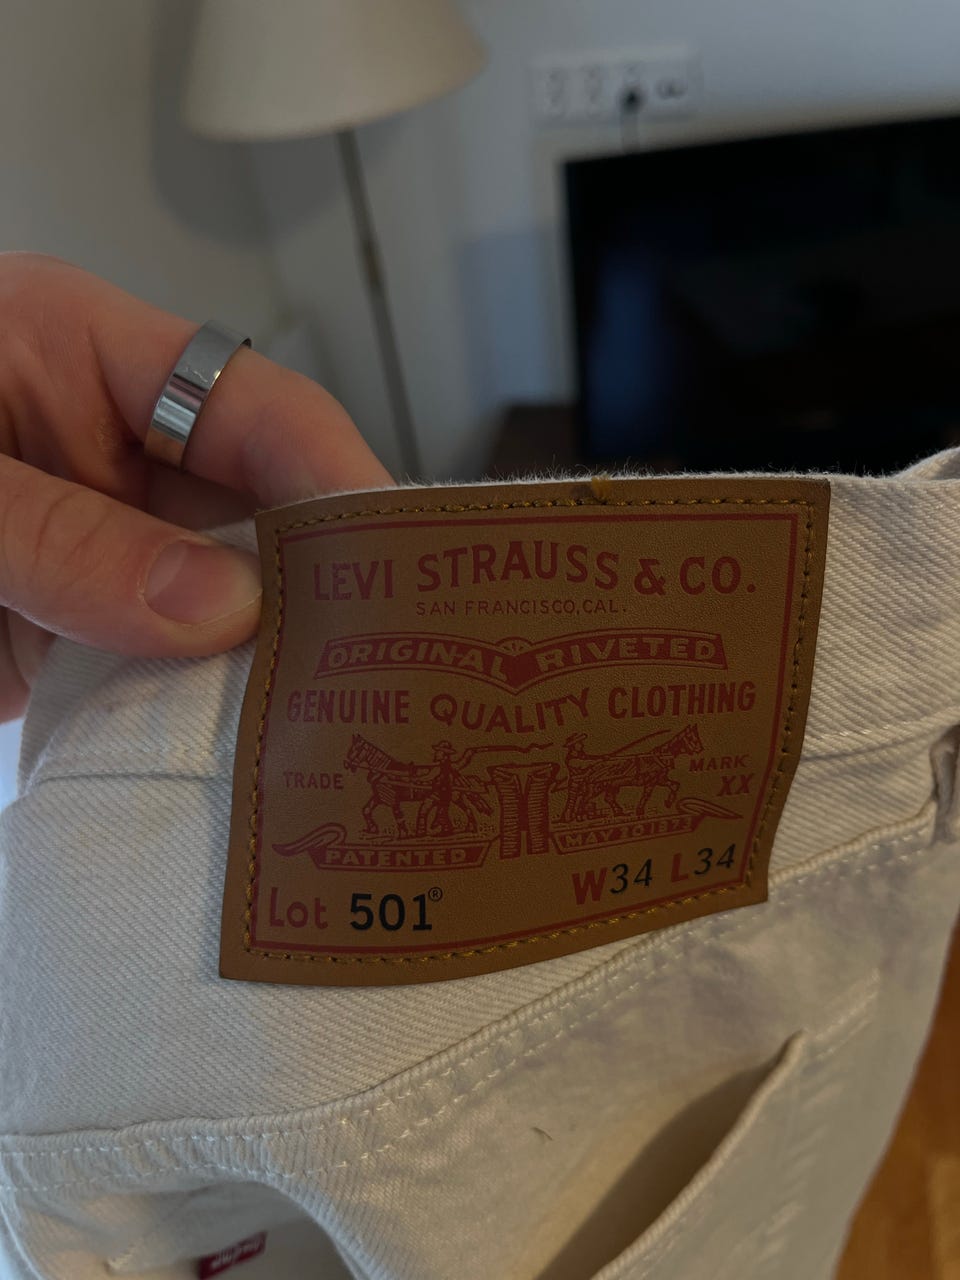 LEVI STRAUSS & CO.
SAN FRANCISCO, CAL.
ORIGINAL RIVETED
GENUINE QUALITY CLOTHING
TRADE MARK
XX
PATENTED MAY 20 1873
Lot 501® W34 L34